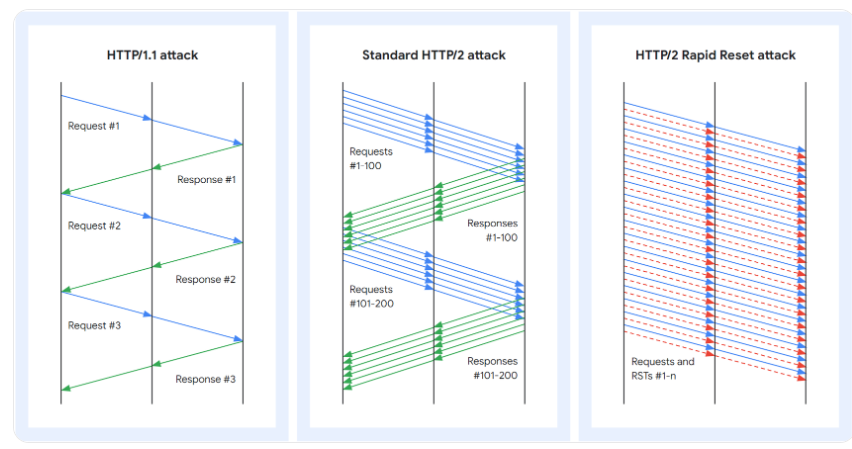 HTTP/1.1 attack
Request #1
Response #1
Request #2
Response #2
Request #3
Response #3
Standard HTTP/2 attack
Requests
#1-100
Responses
#1-100
Requests
#101-200
Responses
#101-200
HTTP/2 Rapid Reset attack
Requests and
RSTs #1-n